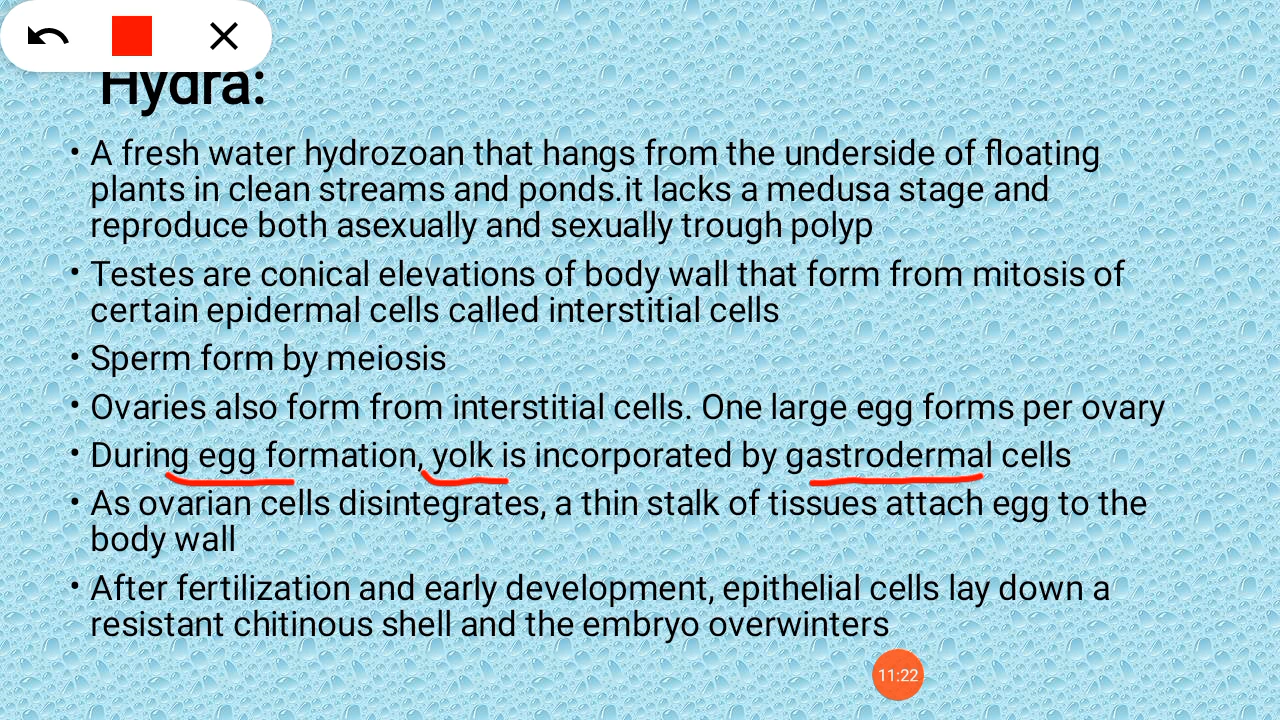 Hydra:
• A fresh water hydrozoan that hangs from the underside of floating
plants in clean streams and ponds.it lacks a medusa stage and
reproduce both asexually and sexually trough polyp
• Testes are conical elevations of body wall that form from mitosis of
certain epidermal cells called interstitial cells
• Sperm form by meiosis
• Ovaries also form from interstitial cells. One large egg forms per ovary
• During egg formation, yolk is incorporated by gastrodermal cells
• As ovarian cells disintegrates, a thin stalk of tissues attach egg to the
body wall
• After fertilization and early development, epithelial cells lay down a
resistant chitinous shell and the embryo overwinters
11:22